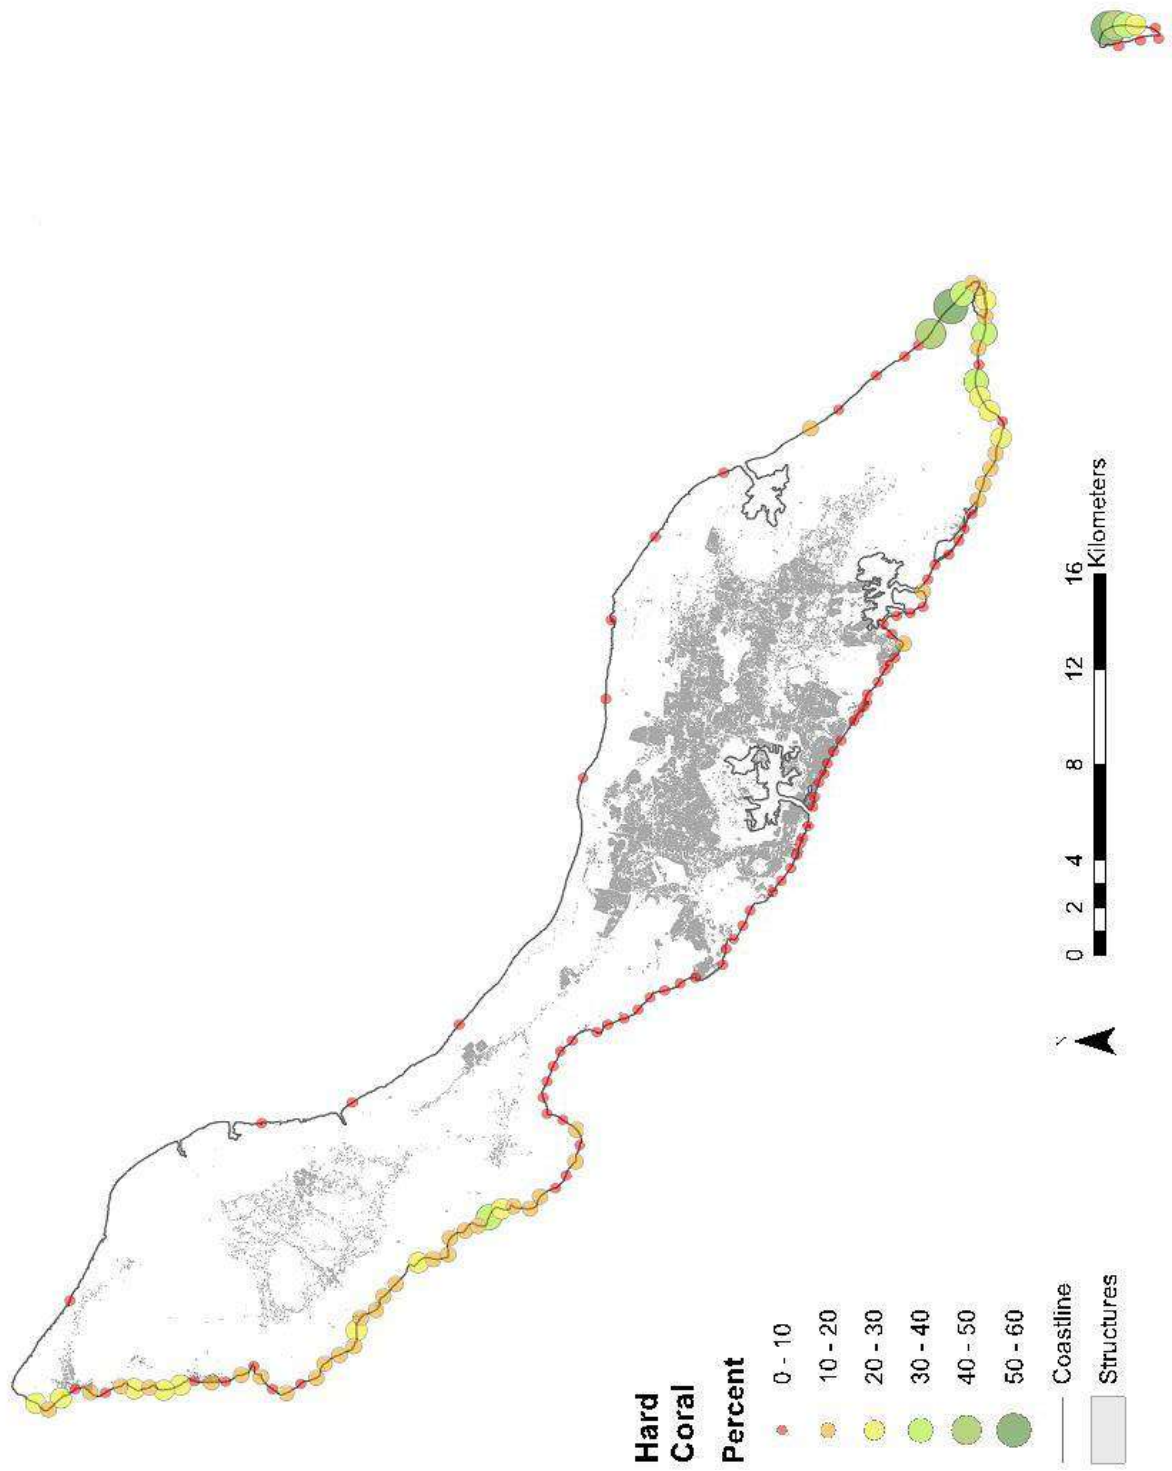 Hard
Coral
Percent
0 - 10
10 - 20
20 - 30
30 - 40
40 - 50
50 - 60
Coastline
Structures
N
0 2 4 8 12 16
Kilometers